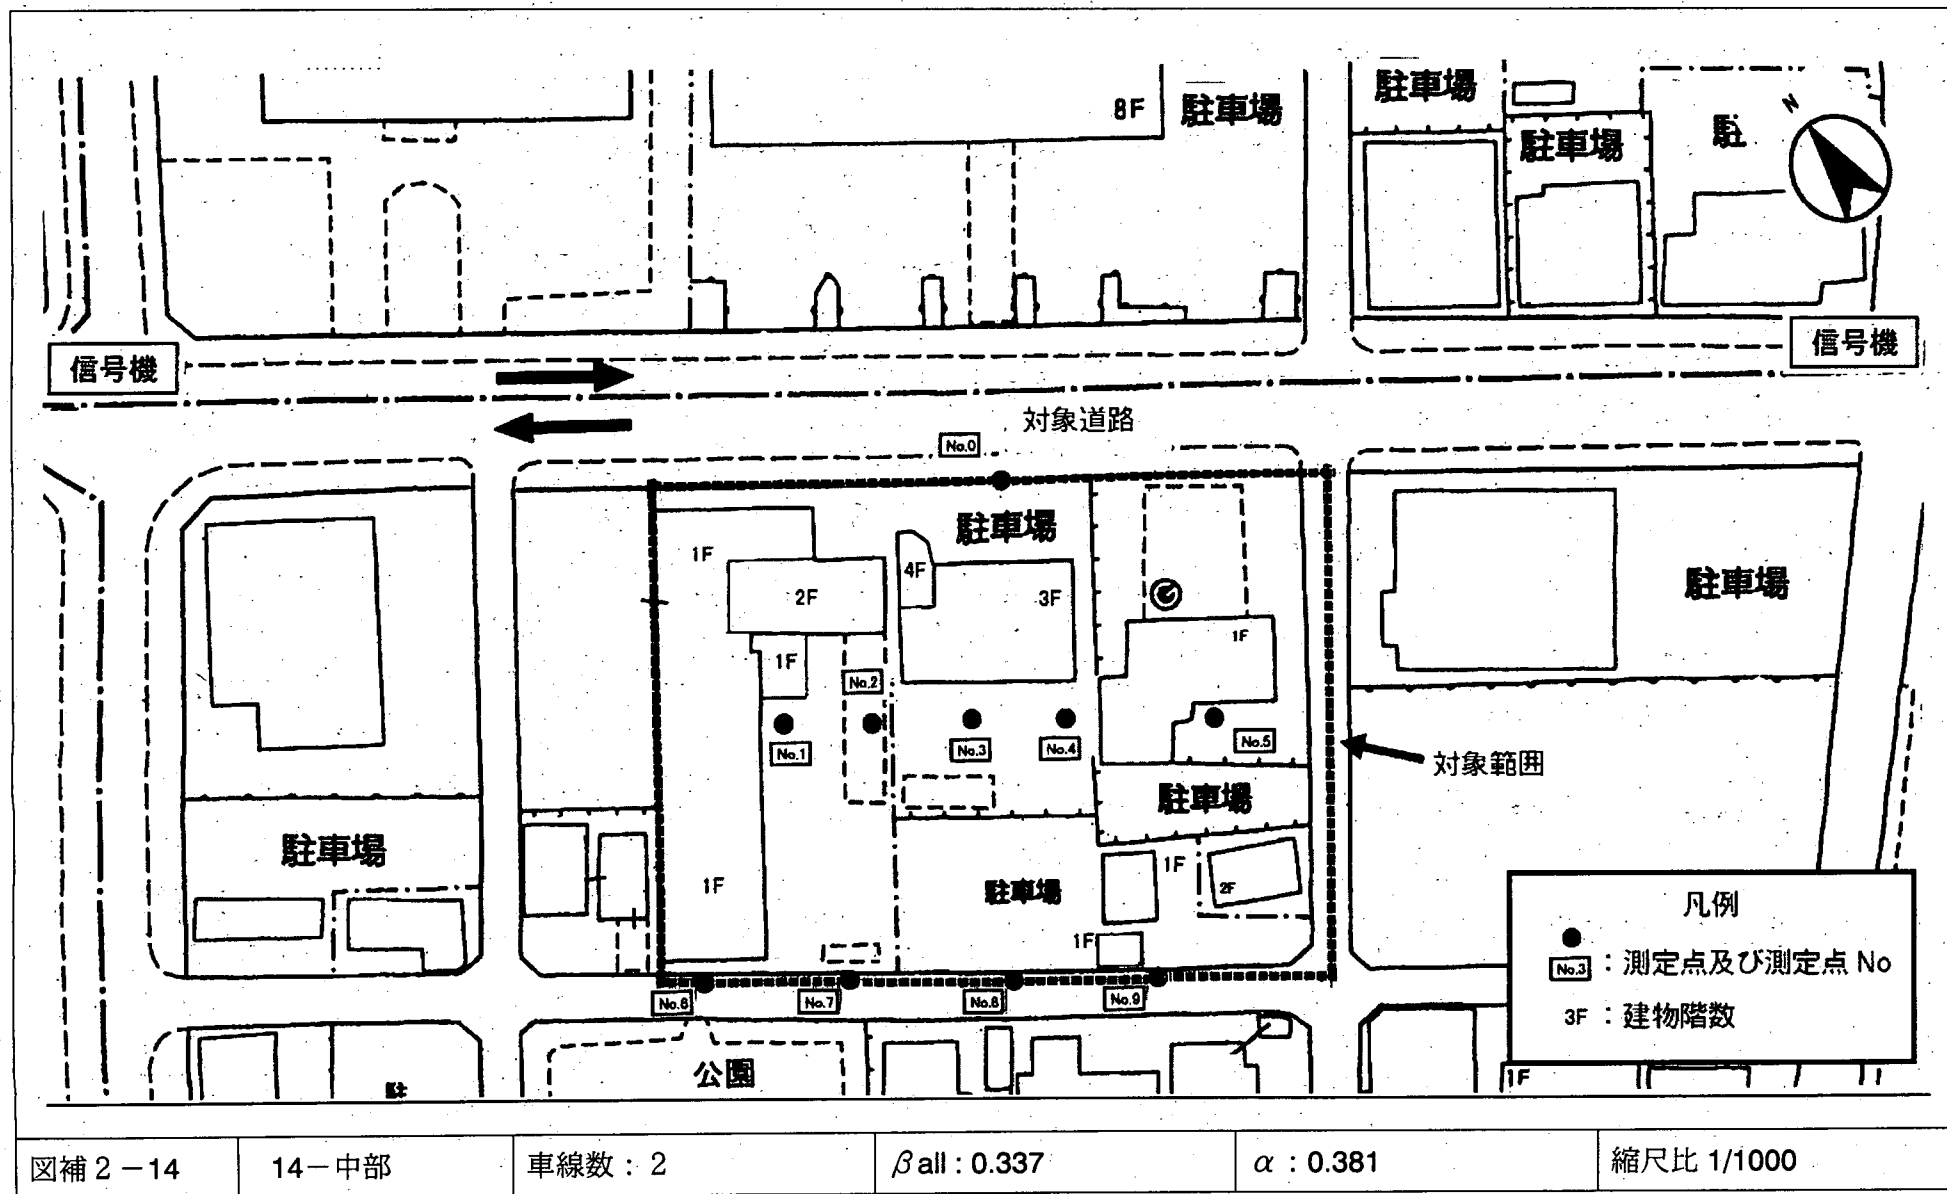 8F
駐車場
駐車場
駐車場
駐
N
信号機
信号機
対象道路
No.0
駐車場
1F
4F
2F
3F
駐車場
1F
1F
No.2
No.1
No.3
No.4
No.5
対象範囲
駐車場
駐車場
1F
駐車場
1F
2F
1F
No.6
No.7
No.8
No.9
公園
駐
1F
凡例
No.3 : 測定点及び測定点 No
3F : 建物階数
図補2-14
14-中部
車線数：2
βall : 0.337
α : 0.381
縮尺比 1/1000